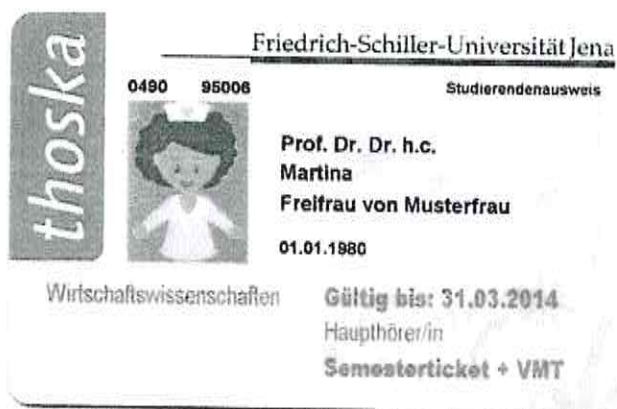 thoska
Friedrich-Schiller-Universität Jena
0490 95006
Studierendenausweis
Prof. Dr. Dr. h.c.
Martina
Freifrau von Musterfrau
01.01.1980
Wirtschaftswissenschaften
Gültig bis: 31.03.2014
Haupthörer/in
Semesterticket + VMT